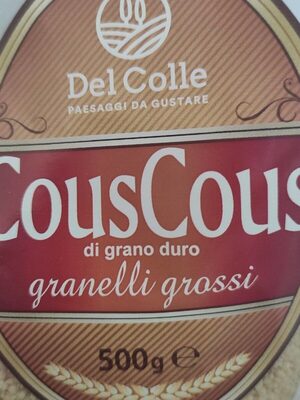 Del Colle
PAESAGGI DA GUSTARE
CousCous
di grano duro
granelli grossi
500g ℮